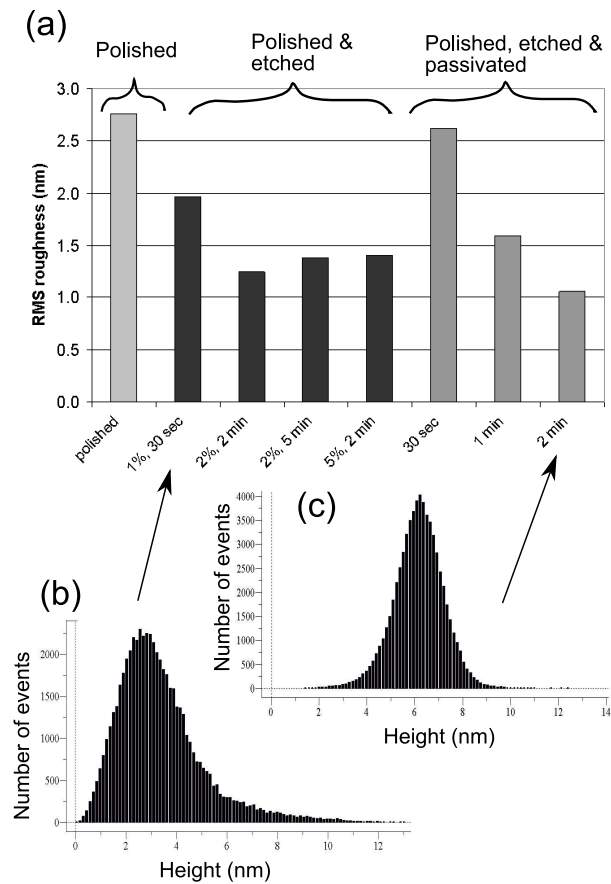 (a)
Polished
Polished &
etched
Polished, etched &
passivated
RMS roughness (nm)
3.0
2.5
2.0
1.5
1.0
0.5
0.0
polished
1%, 30 sec
2%, 2 min
2%, 5 min
5%, 2 min
30 sec
1 min
2 min
(c)
Number of events
4000
3500
3000
2500
2000
1500
1000
500
0
0 2 4 6 8 10 12 14
Height (nm)
(b)
Number of events
2000
1500
1000
500
0
0 2 4 6 8 10 12
Height (nm)